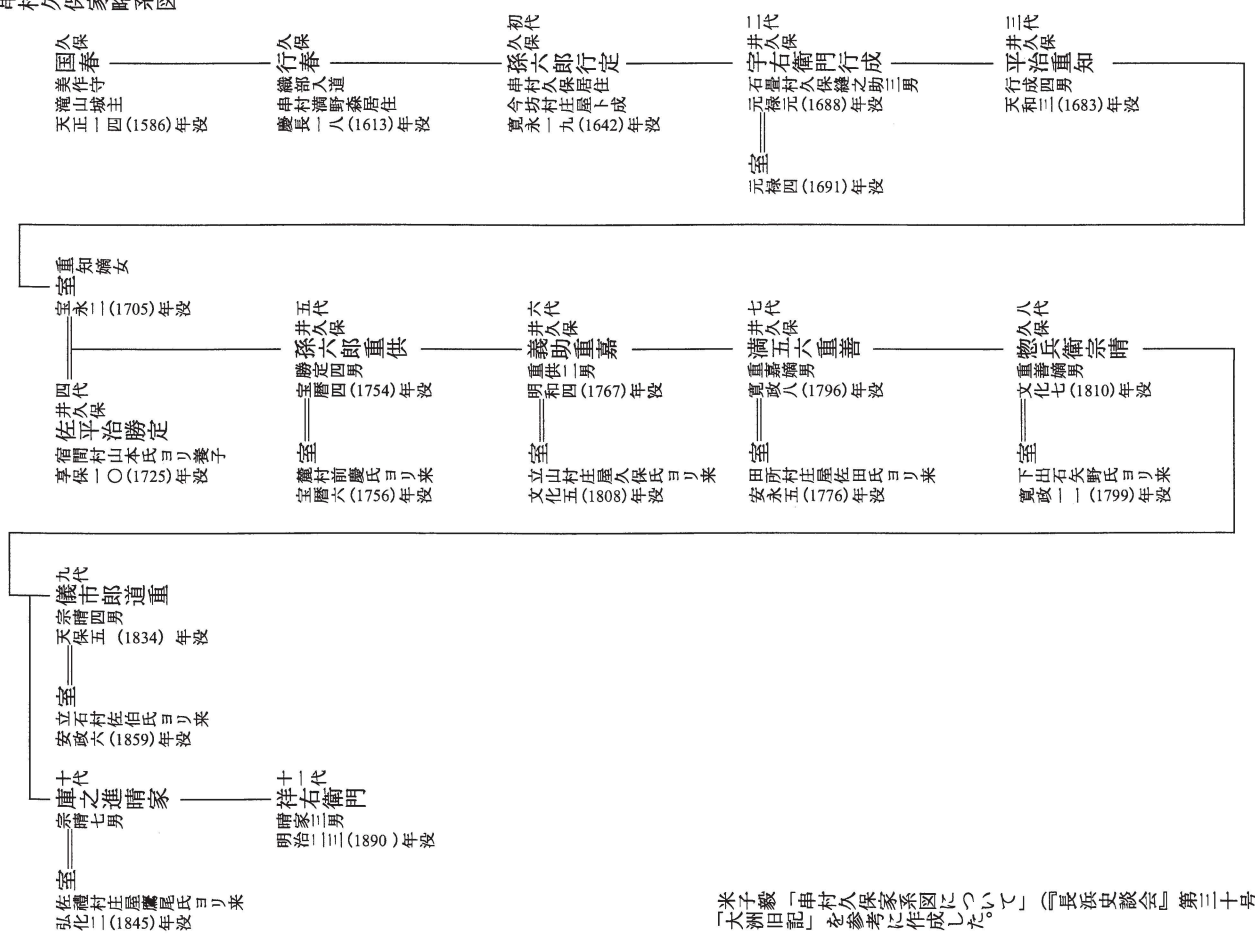 串村久保家略系図
久保
国春
美作守
滝山城主
天正一四(1586)年没
久保
行春
織部入道
串村滴野森居住
慶長一八(1613)年没
初代
久保
孫六郎行定
串村久保居住
今坊村庄屋ト成
寛永一九(1642)年没
二代
井久保
宇右衛門行成
石畳村久保縫之助三男
元禄元(1688)年没
室
元禄四(1691)年没
三代
井久保
平治重知
行成四男
天和三(1683)年没
重知嫡女
室
宝永二(1705)年没
四代
井久保
佐平治勝定
宿間村山本氏ヨリ養子
享保一〇(1725)年没
五代
井久保
孫六郎重供
勝定四男
宝暦四(1754)年没
室
麓村前慶氏ヨリ来
宝暦六(1756)年没
六代
井久保
義助重嘉
重供二男
明和四(1767)年没
室
立山村庄屋久保氏ヨリ来
文化五(1808)年没
七代
井久保
満五六重善
重嘉嫡男
寛政八(1796)年没
室
田所村庄屋佐田氏ヨリ来
安永五(1776)年没
八代
久保
惣兵衛宗晴
重善嫡男
文化七(1810)年没
室
下出石矢野氏ヨリ来
寛政一一(1799)年没
九代
儀市郎道重
宗晴四男
天保五(1834)年没
室
立石村佐伯氏ヨリ来
安政六(1859)年没
十代
庫之進晴家
宗晴七男
室
佐禮村庄屋鷹尾氏ヨリ来
弘化二(1845)年没
十一代
祥右衛門
晴家三男
明治二三(1890)年没
米子毅「串村久保家系図について」(『長浜史談会』第三十号
「大洲旧記」を参考に作成した。